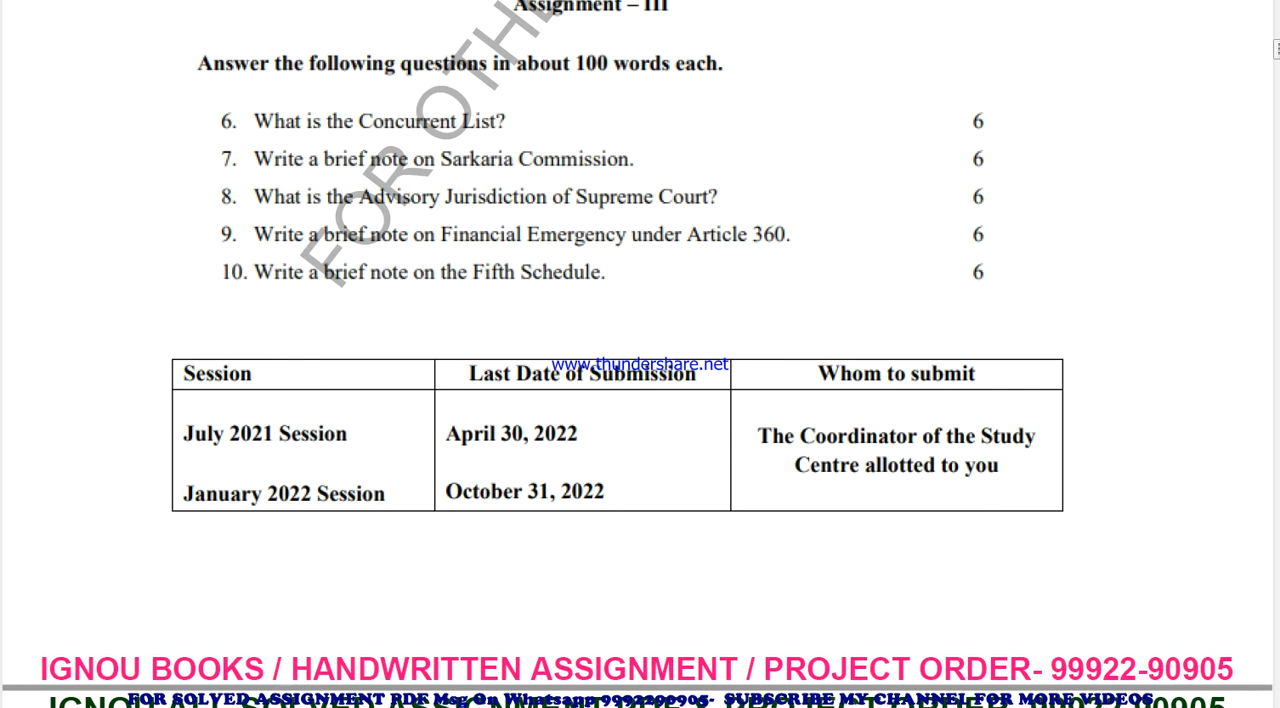 Assignment – III
Answer the following questions in about 100 words each.
6. What is the Concurrent List? 6
7. Write a brief note on Sarkaria Commission. 6
8. What is the Advisory Jurisdiction of Supreme Court? 6
9. Write a brief note on Financial Emergency under Article 360. 6
10. Write a brief note on the Fifth Schedule. 6
FOR OTHE
www.thundershare.net
Session Last Date of Submission Whom to submit
July 2021 Session April 30, 2022 The Coordinator of the Study
Centre allotted to you
January 2022 Session October 31, 2022
IGNOU BOOKS / HANDWRITTEN ASSIGNMENT / PROJECT ORDER- 99922-90905
FOR SOLVED ASSIGNMENT PDF Msg On Whatsapp 9992290905- SUBSCRIBE MY CHANNEL FOR MORE VIDEOS